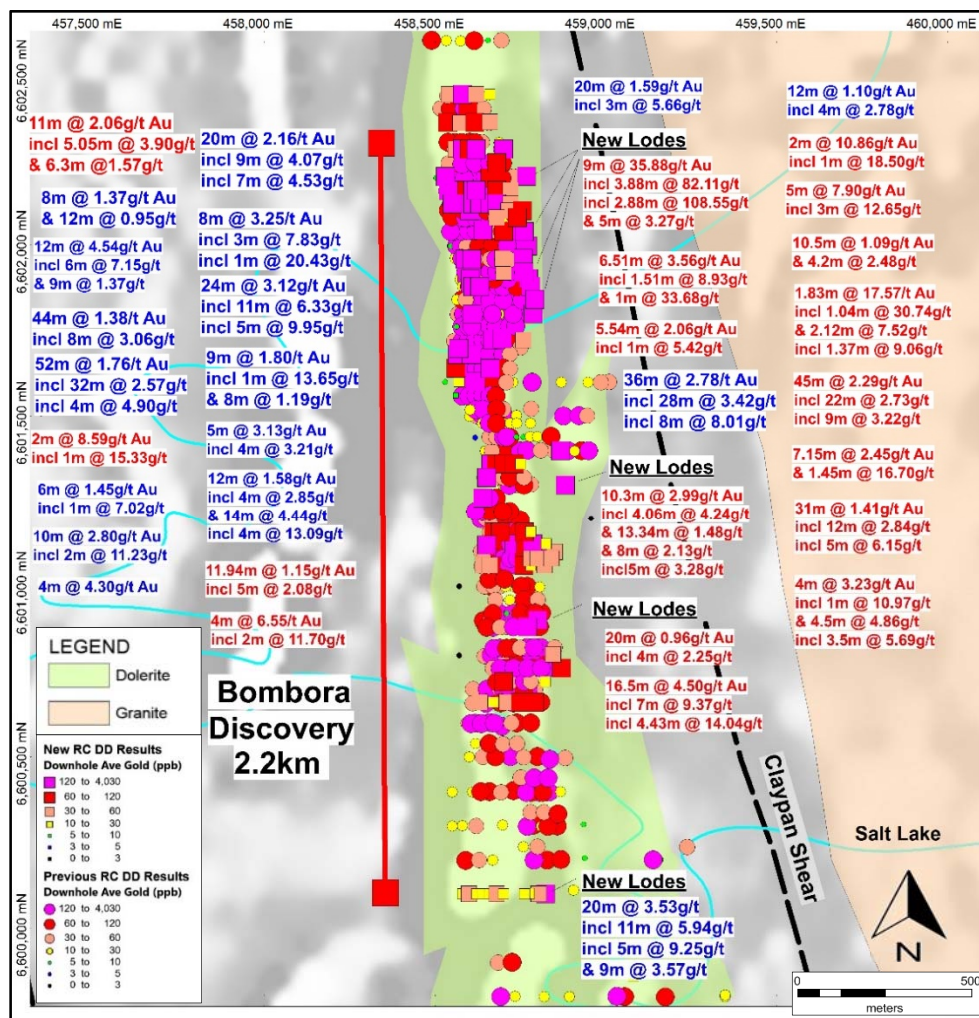 457,500 mE
458,000 mE
458,500 mE
459,000 mE
459,500 mE
460,000 mE
6,602,500 mN
6,602,000 mN
6,601,500 mN
6,601,000 mN
6,600,500 mN
6,600,000 mN
11m @ 2.06g/t Au
incl 5.05m @ 3.90g/t
& 6.3m @1.57g/t
8m @ 1.37g/t Au
& 12m @ 0.95g/t
12m @ 4.54g/t Au
incl 6m @ 7.15g/t
& 9m @ 1.37g/t
44m @ 1.38g/t Au
incl 8m @ 3.06g/t
52m @ 1.76g/t Au
incl 32m @ 2.57g/t
incl 4m @ 4.90g/t
2m @ 8.59g/t Au
incl 1m @ 15.33g/t
6m @ 1.45g/t Au
incl 1m @ 7.02g/t
10m @ 2.80g/t Au
incl 2m @ 11.23g/t
4m @ 4.30g/t Au
20m @ 2.16g/t Au
incl 9m @ 4.07g/t
incl 7m @ 4.53g/t
8m @ 3.25/t Au
incl 3m @ 7.83g/t
incl 1m @ 20.43g/t
24m @ 3.12g/t Au
incl 11m @ 6.33g/t
incl 5m @ 9.95g/t
9m @ 1.80g/t Au
incl 1m @ 13.65g/t
& 8m @ 1.19g/t
5m @ 3.13g/t Au
incl 4m @ 3.21g/t
12m @ 1.58g/t Au
incl 4m @ 2.85g/t
& 14m @ 4.44g/t
incl 4m @ 13.09g/t
11.94m @ 1.15g/t Au
incl 5m @ 2.08g/t
4m @ 6.55/t Au
incl 2m @ 11.70g/t
Bombora
Discovery
2.2km
20m @ 1.59g/t Au
incl 3m @ 5.66g/t
New Lodes
9m @ 35.88g/t Au
incl 3.88m @ 82.11g/t
incl 2.88m @ 108.55g/t
& 5m @ 3.27g/t
6.51m @ 3.56g/t Au
incl 1.51m @ 8.93g/t
& 1m @ 33.68g/t
5.54m @ 2.06g/t Au
incl 1m @ 5.42g/t
36m @ 2.78/t Au
incl 28m @ 3.42g/t
incl 8m @ 8.01g/t
New Lodes
10.3m @ 2.99g/t Au
incl 4.06m @ 4.24g/t
& 13.34m @ 1.48g/t
& 8m @ 2.13g/t
incl5m @ 3.28g/t
New Lodes
20m @ 0.96g/t Au
incl 4m @ 2.25g/t
16.5m @ 4.50g/t Au
incl 7m @ 9.37g/t
incl 4.43m @ 14.04g/t
New Lodes
20m @ 3.53g/t
incl 11m @ 5.94g/t
incl 5m @ 9.25g/t
& 9m @ 3.57g/t
12m @ 1.10g/t Au
incl 4m @ 2.78g/t
2m @ 10.86g/t Au
incl 1m @ 18.50g/t
5m @ 7.90g/t Au
incl 3m @ 12.65g/t
10.5m @ 1.09g/t Au
& 4.2m @ 2.48g/t
1.83m @ 17.57/t Au
incl 1.04m @ 30.74g/t
& 2.12m @ 7.52g/t
incl 1.37m @ 9.06g/t
45m @ 2.29g/t Au
incl 22m @ 2.73g/t
incl 9m @ 3.22g/t
7.15m @ 2.45g/t Au
& 1.45m @ 16.70g/t
31m @ 1.41g/t Au
incl 12m @ 2.84g/t
incl 5m @ 6.15g/t
4m @ 3.23g/t Au
incl 1m @ 10.97g/t
& 4.5m @ 4.86g/t
incl 3.5m @ 5.69g/t
Claypan Shear
Salt Lake
N
0
500
meters
LEGEND
Dolerite
Granite
New RC DD Results
Downhole Ave Gold (ppb)
120 to 4,030
60 to 120
30 to 60
10 to 30
5 to 10
3 to 5
0 to 3
Previous RC DD Results
Downhole Ave Gold (ppb)
120 to 4,030
60 to 120
30 to 60
10 to 30
5 to 10
3 to 5
0 to 3